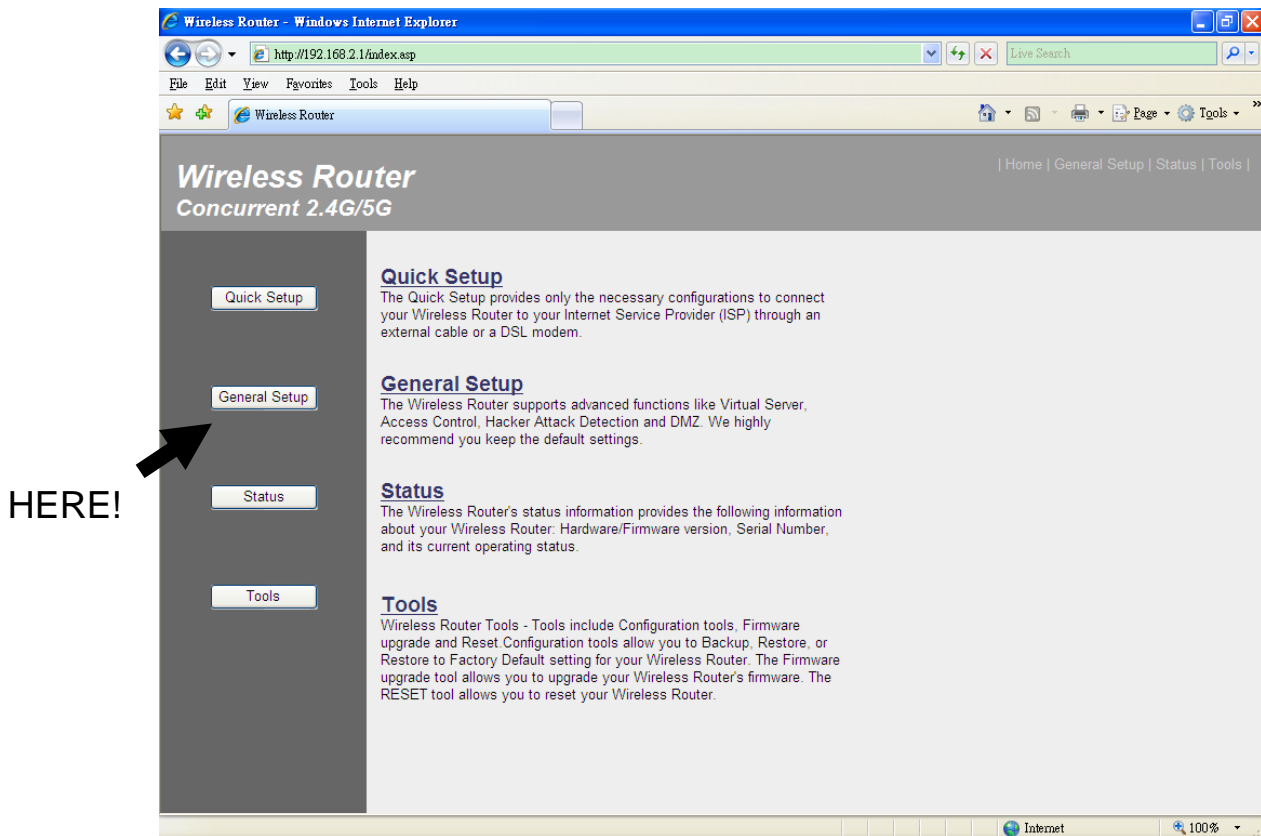 Wireless Router - Windows Internet Explorer
http://192.168.2.1/index.asp
Live Search
File Edit View Favorites Tools Help
Wireless Router
Page
Tools
»
Wireless Router
Concurrent 2.4G/5G
| Home | General Setup | Status | Tools |
Quick Setup
Quick Setup
The Quick Setup provides only the necessary configurations to connect
your Wireless Router to your Internet Service Provider (ISP) through an
external cable or a DSL modem.
General Setup
General Setup
The Wireless Router supports advanced functions like Virtual Server,
Access Control, Hacker Attack Detection and DMZ. We highly
recommend you keep the default settings.
HERE!
Status
Status
The Wireless Router's status information provides the following information
about your Wireless Router: Hardware/Firmware version, Serial Number,
and its current operating status.
Tools
Tools
Wireless Router Tools - Tools include Configuration tools, Firmware
upgrade and Reset.Configuration tools allow you to Backup, Restore, or
Restore to Factory Default setting for your Wireless Router. The Firmware
upgrade tool allows you to upgrade your Wireless Router's firmware. The
RESET tool allows you to reset your Wireless Router.
Internet
100%